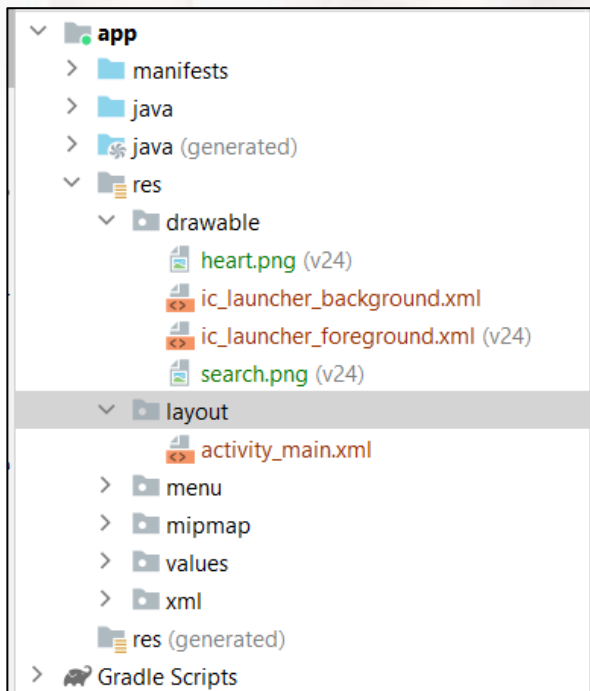 app
manifests
java
java (generated)
res
drawable
heart.png (v24)
ic_launcher_background.xml
ic_launcher_foreground.xml (v24)
search.png (v24)
layout
activity_main.xml
menu
mipmap
values
xml
res (generated)
Gradle Scripts